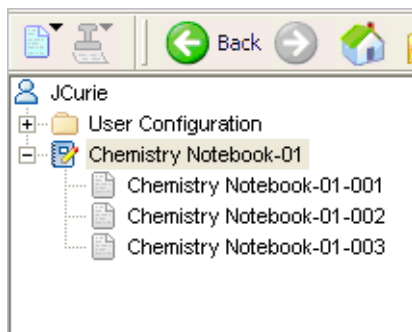 Back
JCurie
User Configuration
Chemistry Notebook-01
Chemistry Notebook-01-001
Chemistry Notebook-01-002
Chemistry Notebook-01-003